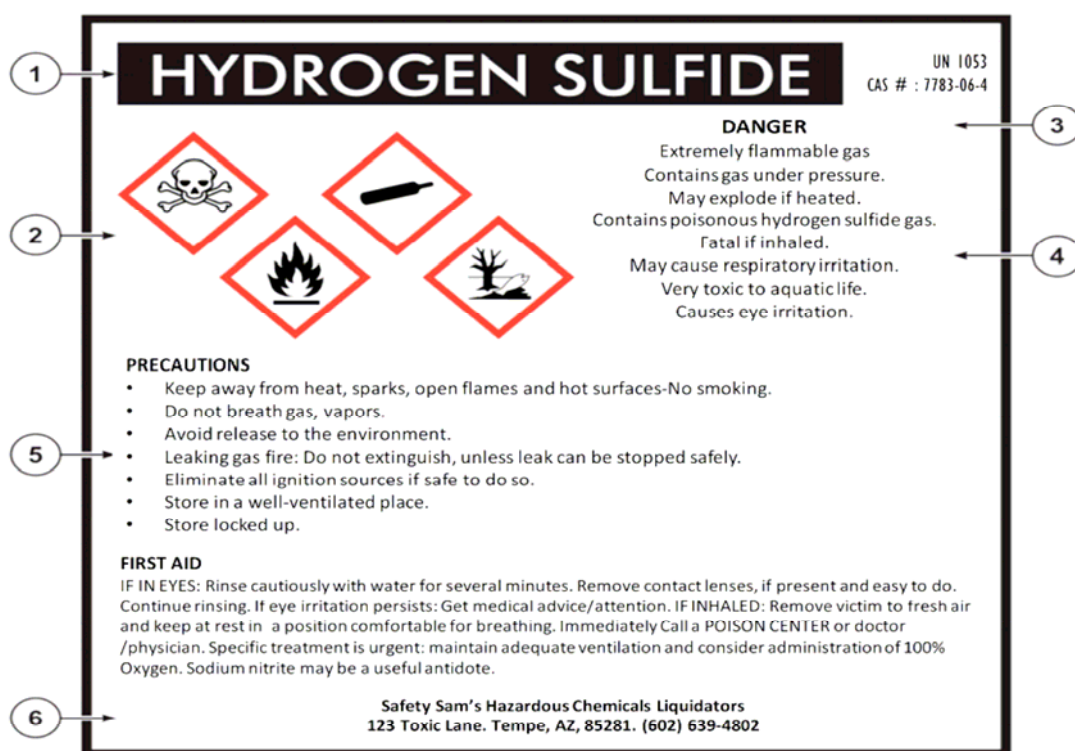 1
HYDROGEN SULFIDE
UN 1053
CAS # : 7783-06-4
3
DANGER
Extremely flammable gas
Contains gas under pressure.
May explode if heated.
Contains poisonous hydrogen sulfide gas.
Fatal if inhaled.
May cause respiratory irritation.
Very toxic to aquatic life.
Causes eye irritation.
2
4
PRECAUTIONS
• Keep away from heat, sparks, open flames and hot surfaces-No smoking.
• Do not breath gas, vapors.
• Avoid release to the environment.
• Leaking gas fire: Do not extinguish, unless leak can be stopped safely.
• Eliminate all ignition sources if safe to do so.
• Store in a well-ventilated place.
• Store locked up.
5
FIRST AID
IF IN EYES: Rinse cautiously with water for several minutes. Remove contact lenses, if present and easy to do.
Continue rinsing. If eye irritation persists: Get medical advice/attention. IF INHALED: Remove victim to fresh air
and keep at rest in a position comfortable for breathing. Immediately Call a POISON CENTER or doctor
/physician. Specific treatment is urgent: maintain adequate ventilation and consider administration of 100%
Oxygen. Sodium nitrite may be a useful antidote.
6
Safety Sam's Hazardous Chemicals Liquidators
123 Toxic Lane. Tempe, AZ, 85281. (602) 639-4802